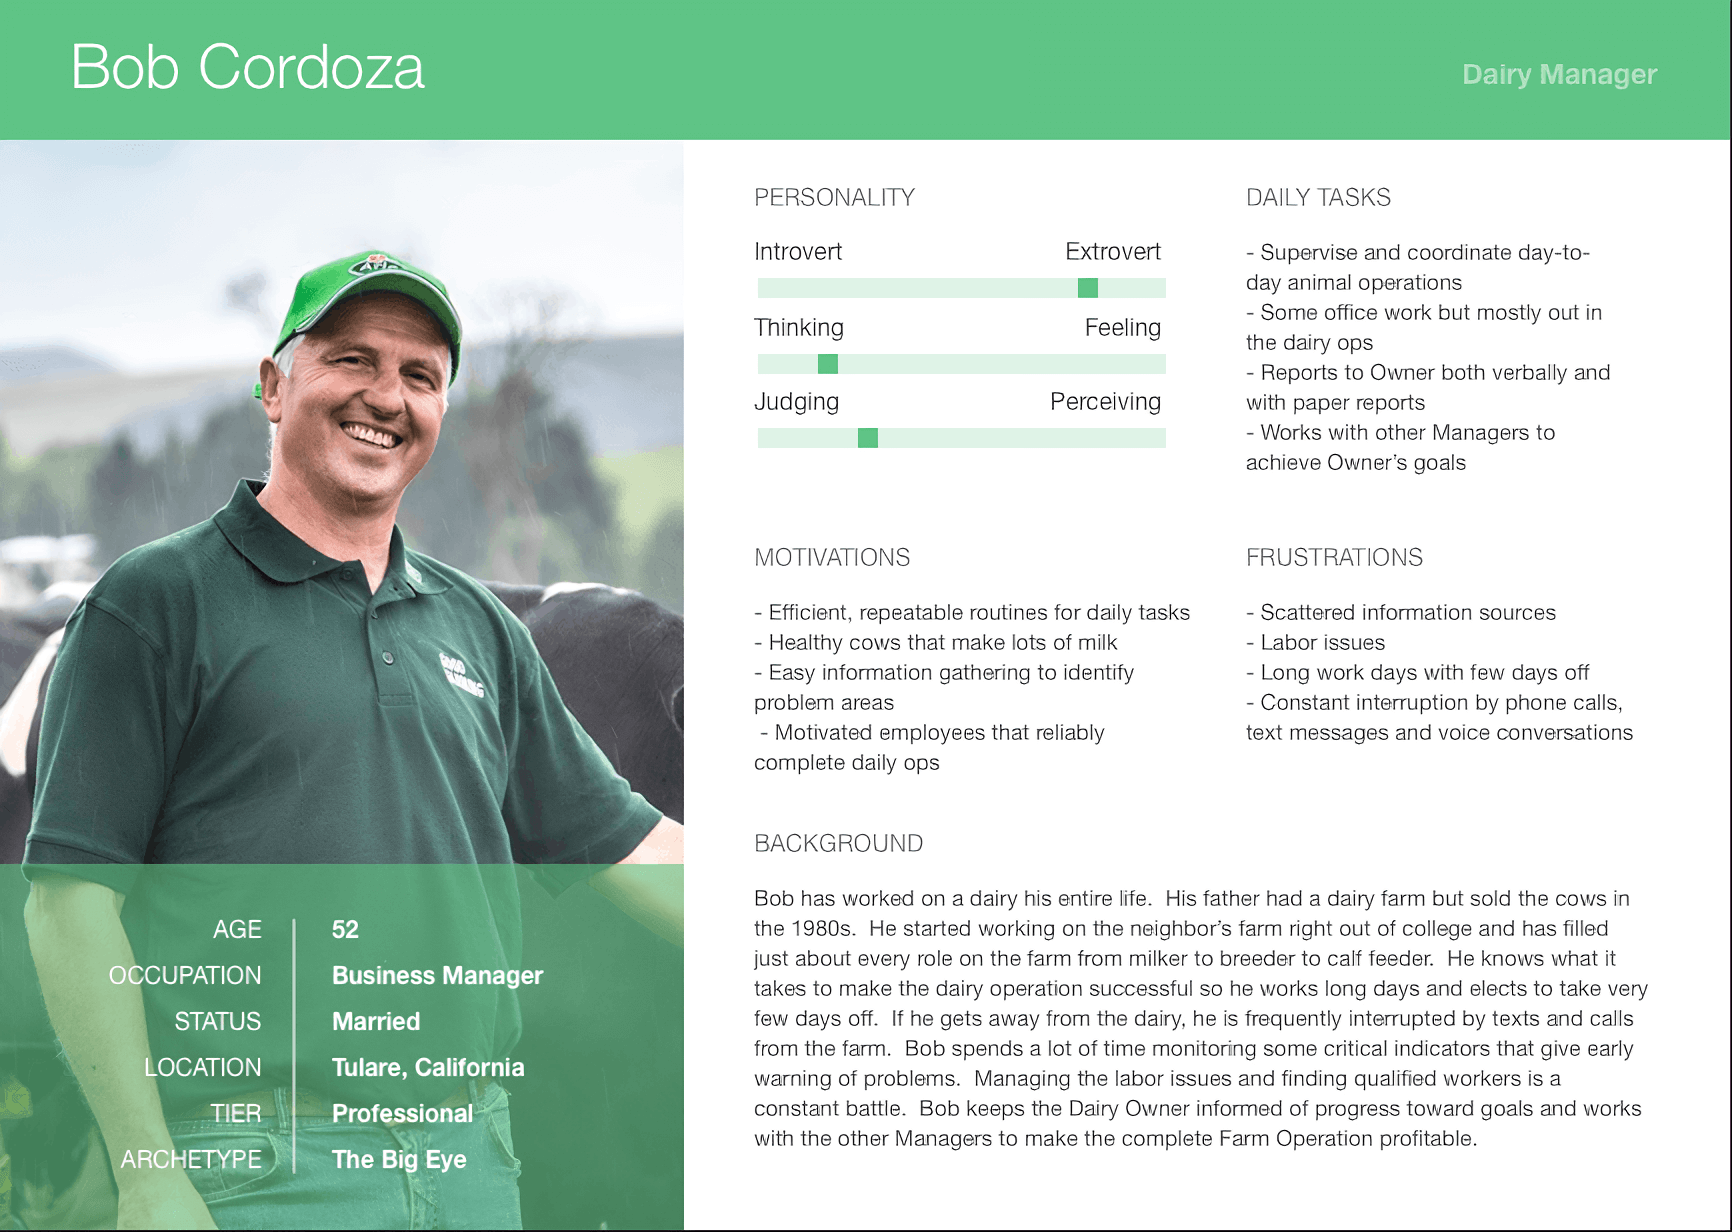 Bob Cordoza
Dairy Manager
PERSONALITY
Introvert Extrovert
Thinking Feeling
Judging Perceiving
DAILY TASKS
- Supervise and coordinate day-to-
day animal operations
- Some office work but mostly out in
the dairy ops
- Reports to Owner both verbally and
with paper reports
- Works with other Managers to
achieve Owner’s goals
MOTIVATIONS
- Efficient, repeatable routines for daily tasks
- Healthy cows that make lots of milk
- Easy information gathering to identify
problem areas
- Motivated employees that reliably
complete daily ops
FRUSTRATIONS
- Scattered information sources
- Labor issues
- Long work days with few days off
- Constant interruption by phone calls,
text messages and voice conversations
BACKGROUND
Bob has worked on a dairy his entire life.  His father had a dairy farm but sold the cows in
the 1980s.  He started working on the neighbor’s farm right out of college and has filled
just about every role on the farm from milker to breeder to calf feeder.  He knows what it
takes to make the dairy operation successful so he works long days and elects to take very
few days off.  If he gets away from the dairy, he is frequently interrupted by texts and calls
from the farm.  Bob spends a lot of time monitoring some critical indicators that give early
warning of problems.  Managing the labor issues and finding qualified workers is a
constant battle.  Bob keeps the Dairy Owner informed of progress toward goals and works
with the other Managers to make the complete Farm Operation profitable.
AGE 52
OCCUPATION Business Manager
STATUS Married
LOCATION Tulare, California
TIER Professional
ARCHETYPE The Big Eye